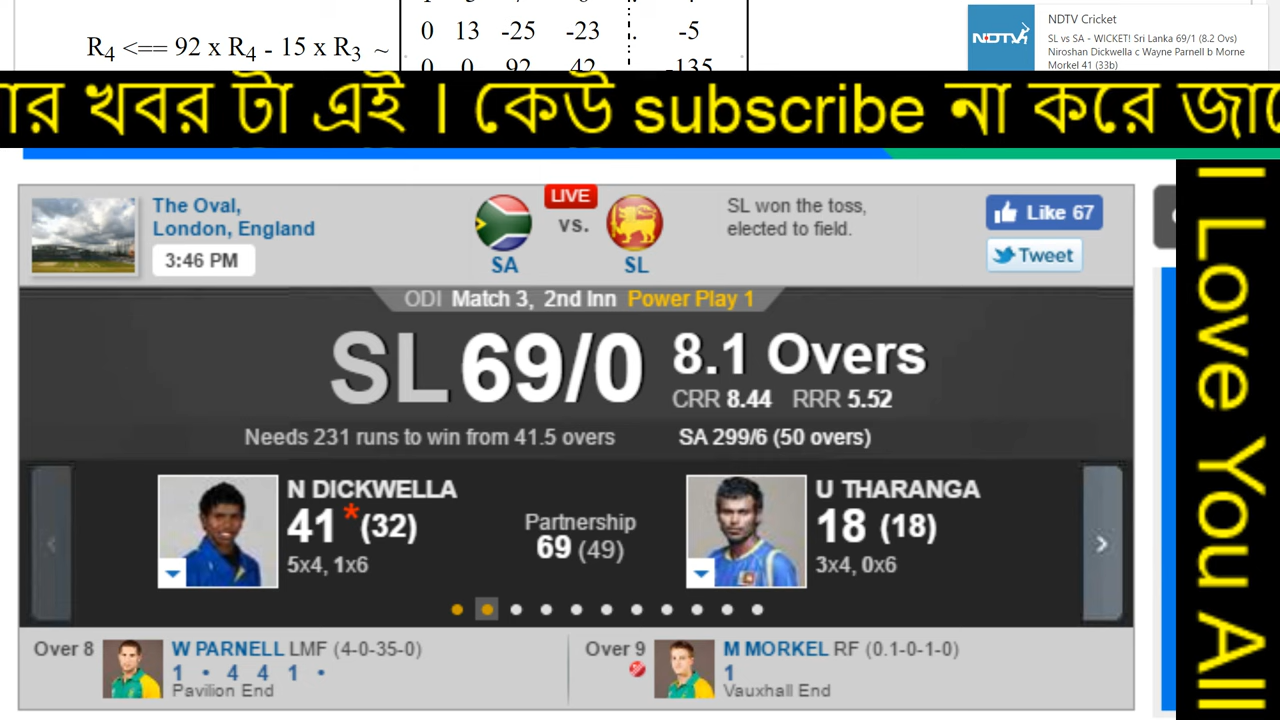 0 13 -25 -23 : -5
R4 <== 92 x R4 - 15 x R3 ~
0 0 92 42 -135
NDTV
NDTV Cricket
SL vs SA - WICKET! Sri Lanka 69/1 (8.2 Ovs)
Niroshan Dickwella c Wayne Parnell b Morne
Morkel 41 (33b)
খবর টা এই । কেউ subscribe না করে
The Oval,
London, England
3:46 PM
LIVE
SA vs. SL
SL won the toss,
elected to field.
Like 67
Tweet
ODI Match 3, 2nd Inn Power Play 1
SL 69/0
8.1 Overs
CRR 8.44 RRR 5.52
Needs 231 runs to win from 41.5 overs
SA 299/6 (50 overs)
N DICKWELLA
41*(32)
5x4, 1x6
Partnership
69 (49)
U THARANGA
18 (18)
3x4, 0x6
Over 8
W PARNELL LMF (4-0-35-0)
1 • 4 4 1 •
Pavilion End
Over 9
M MORKEL RF (0.1-0-1-0)
1
Vauxhall End
I Love You All